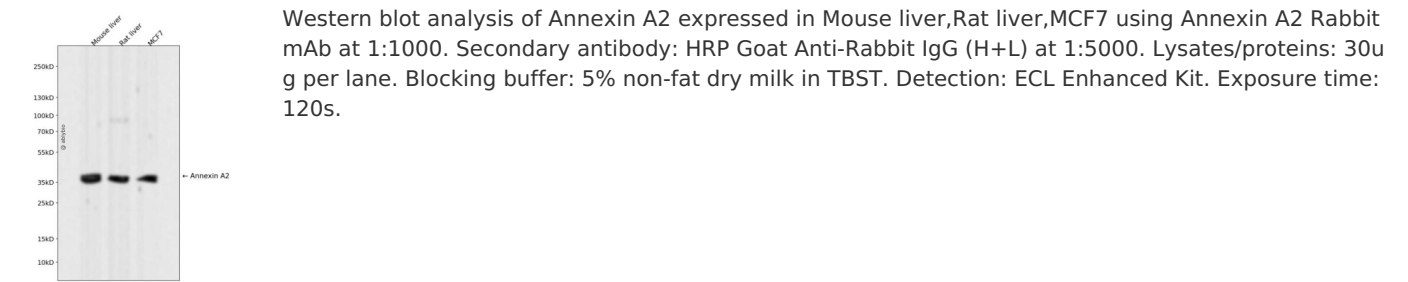 Mouse liver
Rat liver
MCF7
250kD
130kD
100kD
70kD
55kD
35kD
25kD
15kD
10kD
@ abybro
← Annexin A2
Western blot analysis of Annexin A2 expressed in Mouse liver,Rat liver,MCF7 using Annexin A2 Rabbit
mAb at 1:1000. Secondary antibody: HRP Goat Anti-Rabbit IgG (H+L) at 1:5000. Lysates/proteins: 30u
g per lane. Blocking buffer: 5% non-fat dry milk in TBST. Detection: ECL Enhanced Kit. Exposure time:
120s.